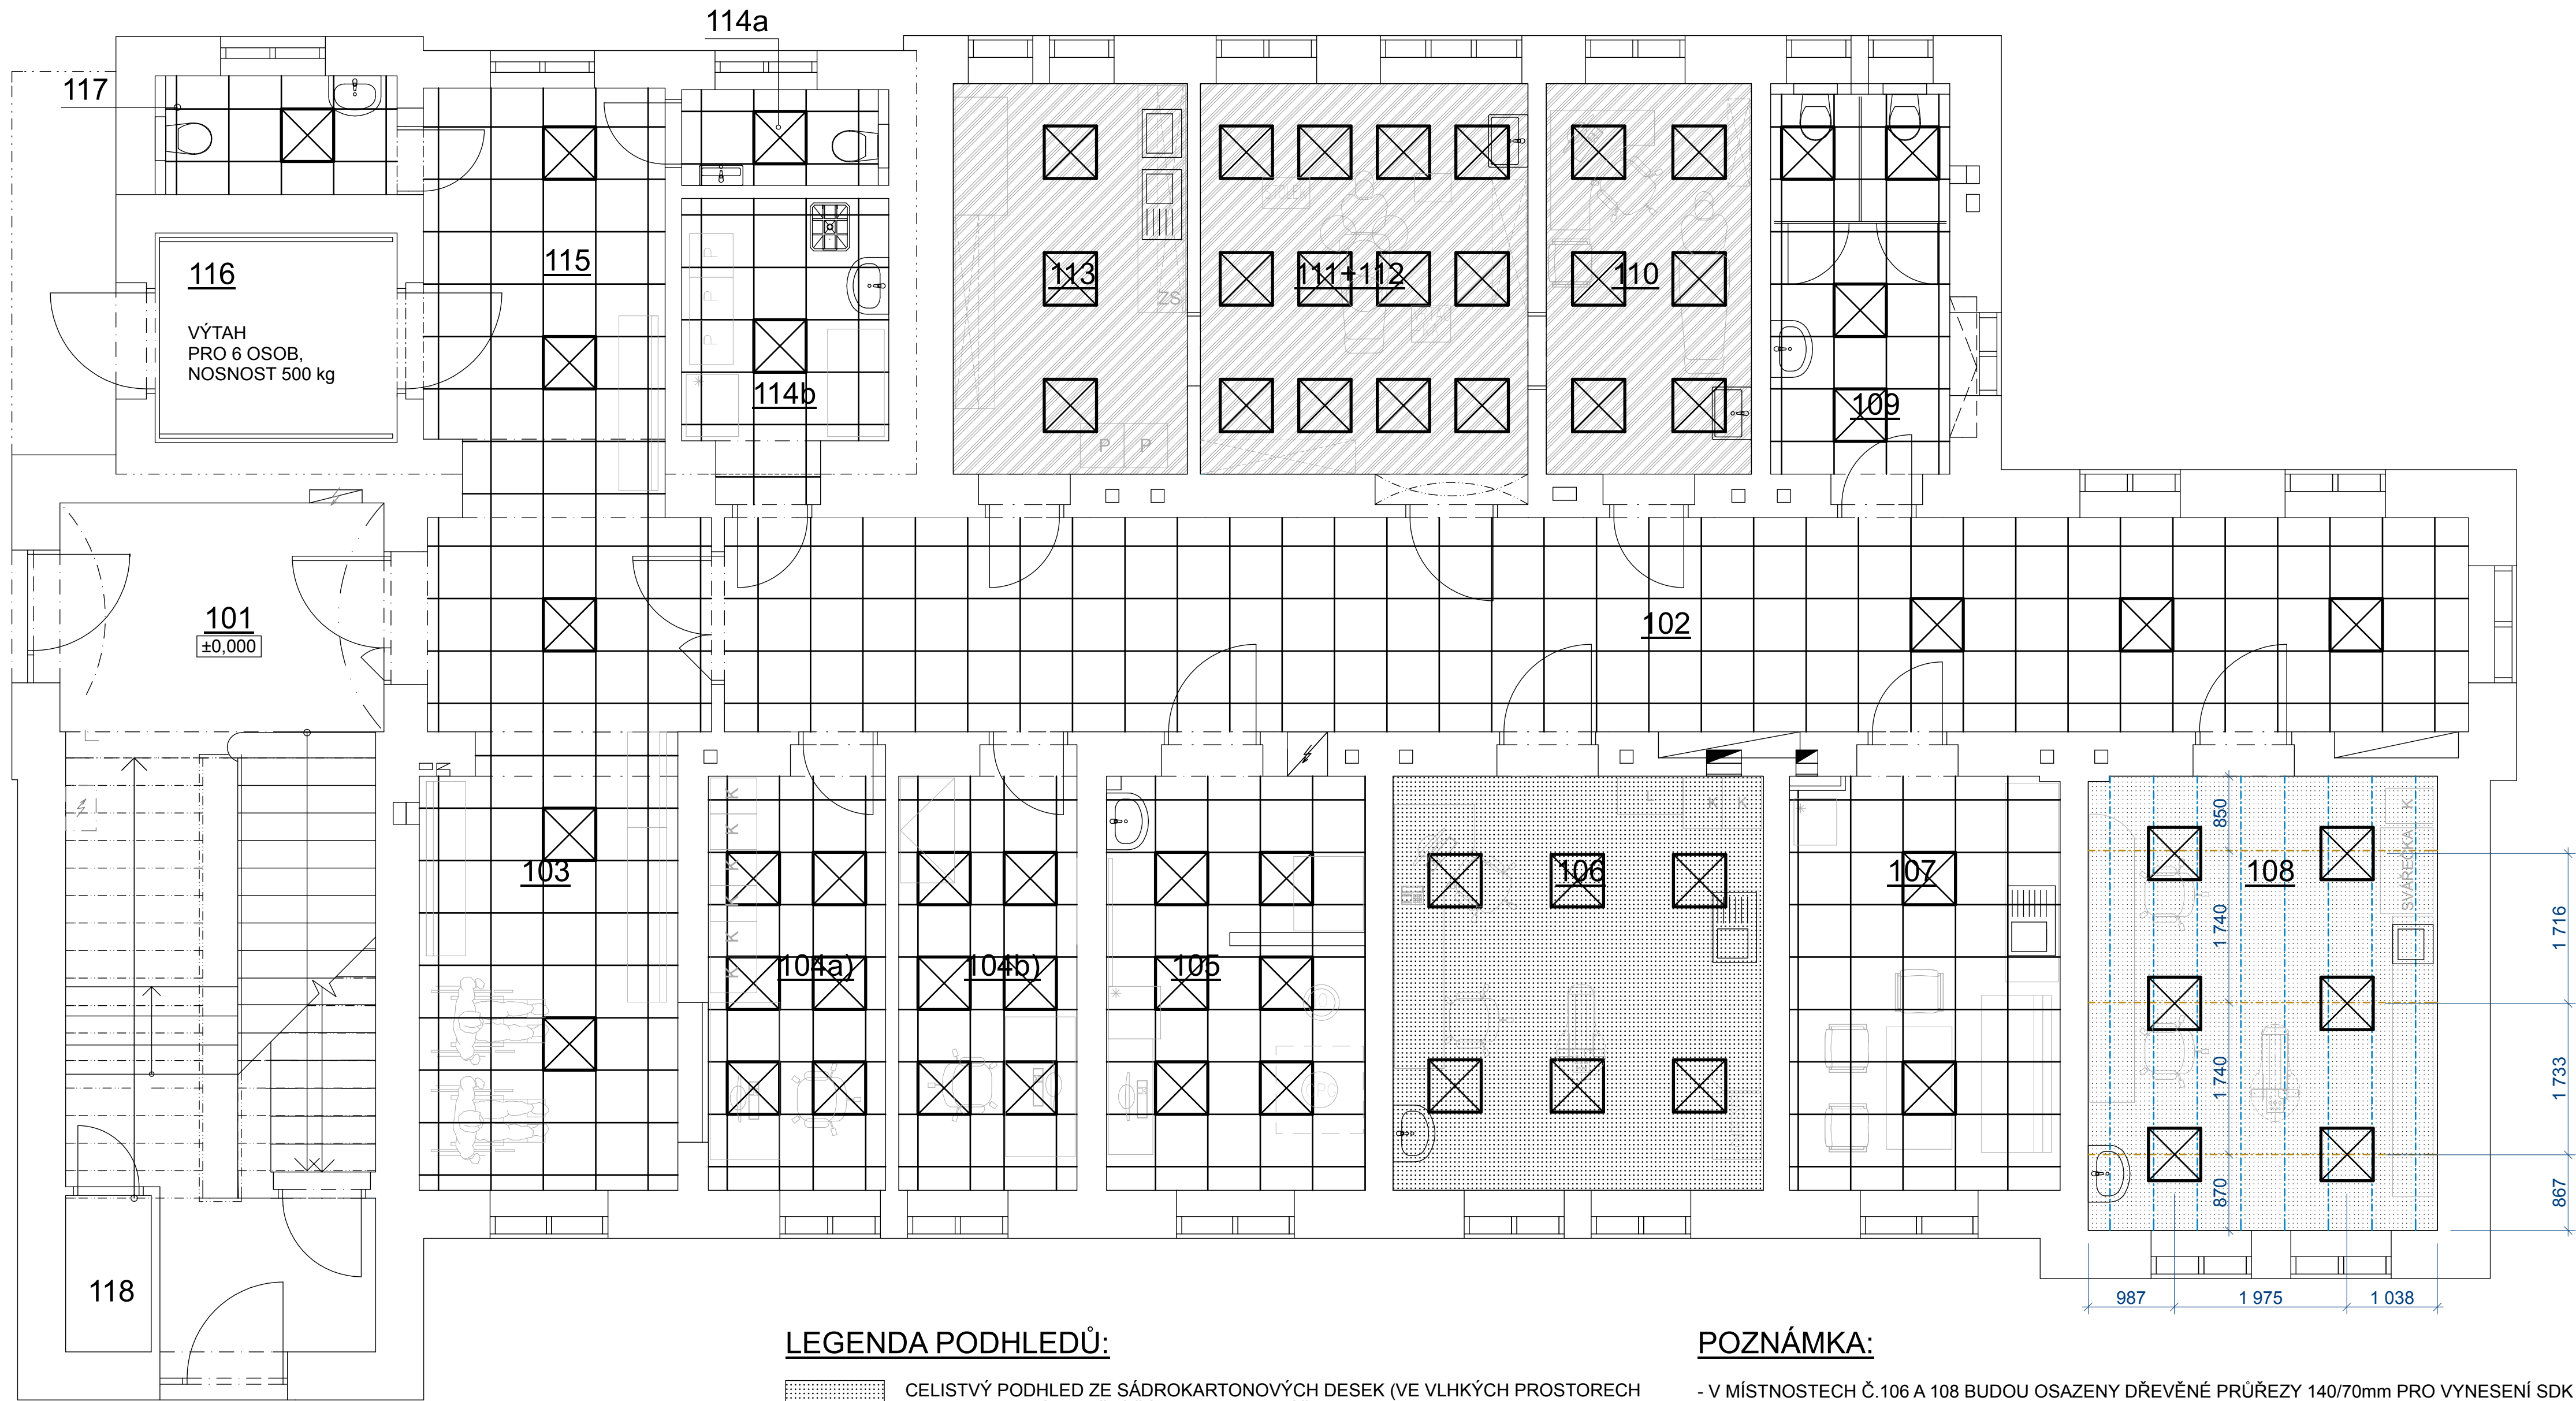 114a
117
116
VÝTAH
PRO 6 OSOB,
NOSNOST 500 kg
115
114b
113
ZS
P
P
P
P
P
111+112
110
109
101
±0,000
102
103
K
K
K
K
K
K
104a)
104b)
105
106
K
K
107
108
K
SVÁŘEČKA
850
1 740
1 740
870
1 716
1 733
867
987
1 975
1 038
118
LEGENDA PODHLEDŮ:
CELISTVÝ PODHLED ZE SÁDROKARTONOVÝCH DESEK (VE VLHKÝCH PROSTORECH
POZNÁMKA:
- V MÍSTNOSTECH Č.106 A 108 BUDOU OSAZENY DŘEVĚNÉ PRŮŘEZY 140/70mm PRO VYNESENÍ SDK